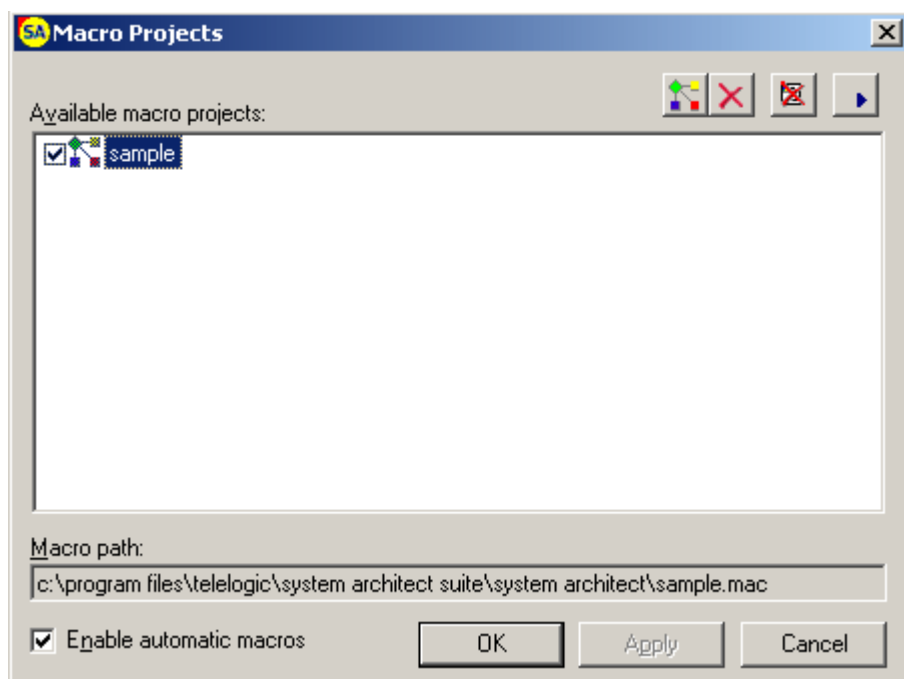 SA Macro Projects
Available macro projects:
sample
Macro path:
c:\program files\telelogic\system architect suite\system architect\sample.mac
Enable automatic macros
OK
Apply
Cancel